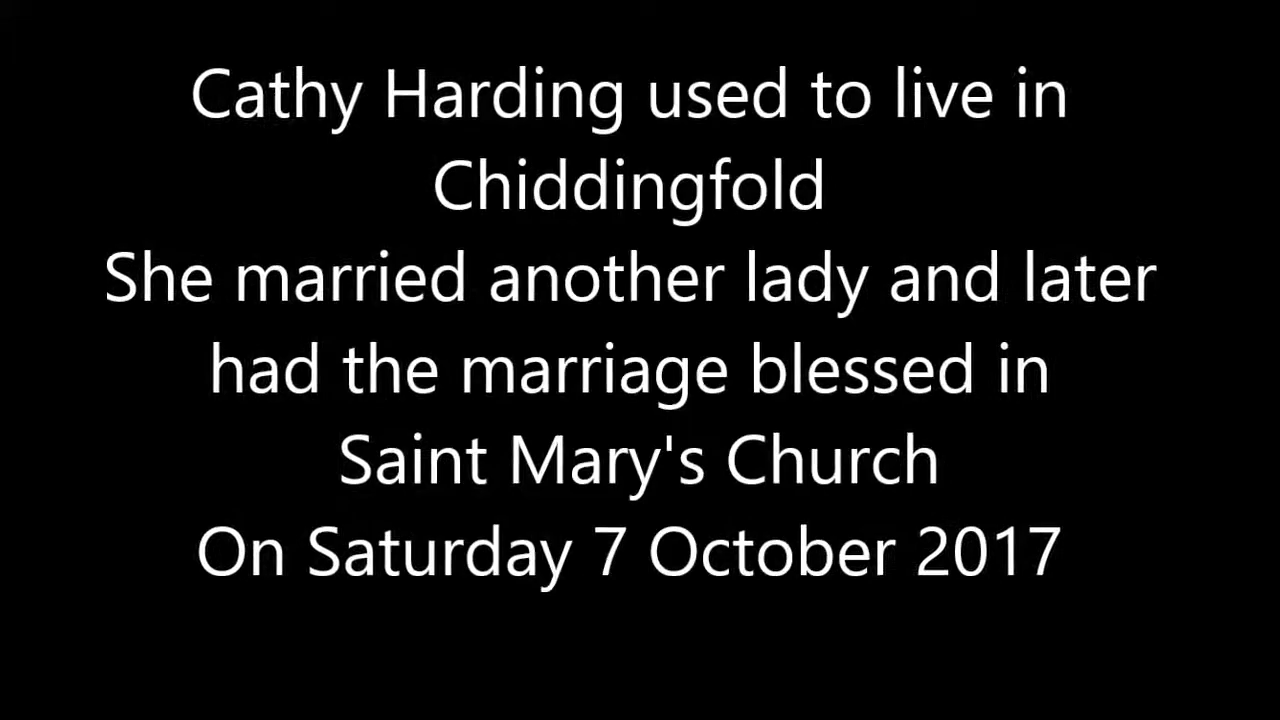 Cathy Harding used to live in
Chiddingfold
She married another lady and later
had the marriage blessed in
Saint Mary's Church
On Saturday 7 October 2017